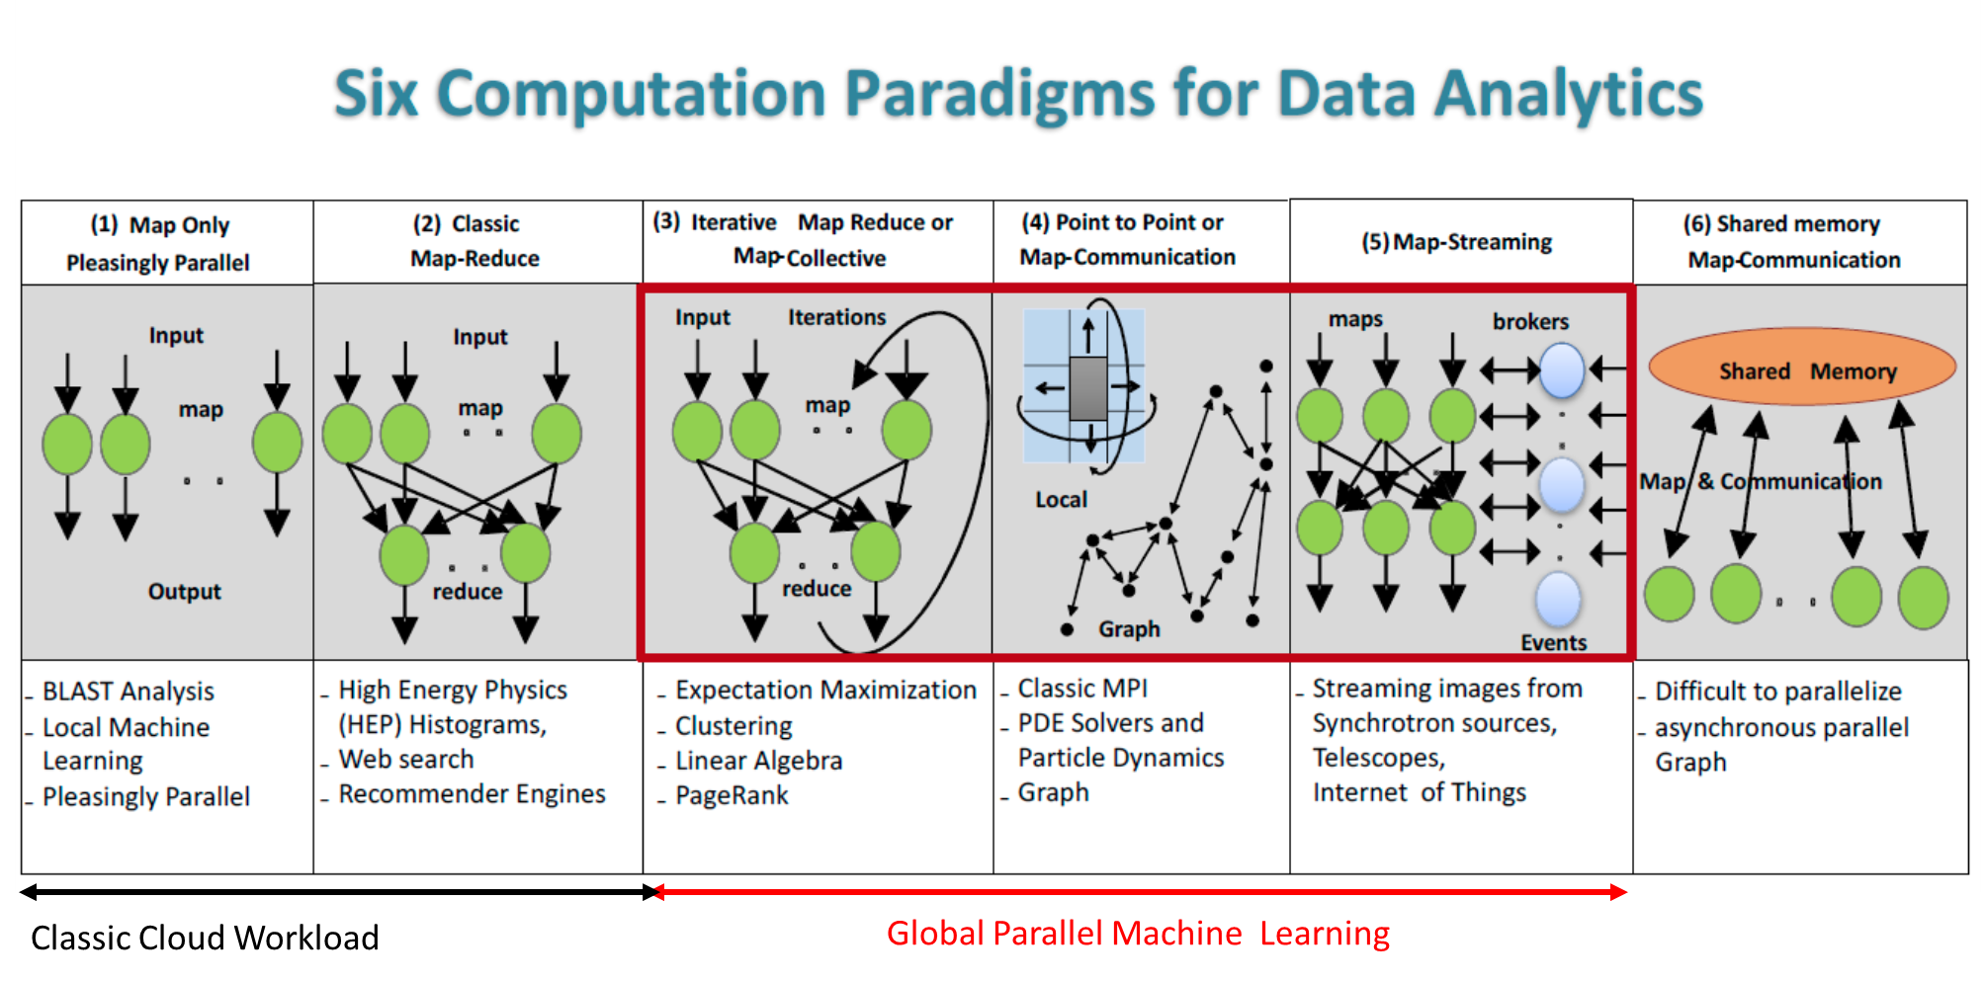 Six Computation Paradigms for Data Analytics
(1) Map Only
Pleasingly Parallel
(2) Classic
Map-Reduce
(3) Iterative Map Reduce or
Map-Collective
(4) Point to Point or
Map-Communication
(5) Map-Streaming
(6) Shared memory
Map-Communication
Input
map
Output
Input
map
reduce
Input Iterations
map
reduce
Local
Graph
maps brokers
Events
Shared Memory
Map & Communication
- BLAST Analysis
- Local Machine
Learning
- Pleasingly Parallel
- High Energy Physics
(HEP) Histograms,
- Web search
- Recommender Engines
- Expectation Maximization
- Clustering
- Linear Algebra
- PageRank
- Classic MPI
- PDE Solvers and
Particle Dynamics
- Graph
- Streaming images from
Synchrotron sources,
Telescopes,
Internet of Things
- Difficult to parallelize
- asynchronous parallel
Graph
Classic Cloud Workload
Global Parallel Machine Learning